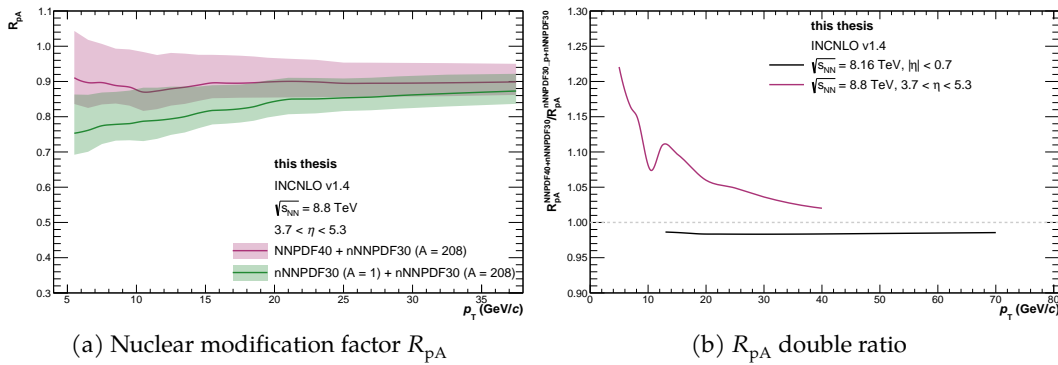 R_pA
1.1
1.0
0.9
0.8
0.7
0.6
0.5
0.4
0.3
5 10 15 20 25 30 35
p_T (GeV/c)
this thesis
INCNLO v1.4
√s_NN = 8.8 TeV
3.7 < η < 5.3
NNPDF40 + nNNPDF30 (A = 208)
nNNPDF30 (A = 1) + nNNPDF30 (A = 208)
(a) Nuclear modification factor R_pA
R_pA^NNPDF40+nNNPDF30/R_pA^nNNPDF30_p+nNNPDF30
1.30
1.25
1.20
1.15
1.10
1.05
1.00
0.95
0.90
0 10 20 30 40 50 60 70 80
p_T (GeV/c)
this thesis
INCNLO v1.4
√s_NN = 8.16 TeV, |η| < 0.7
√s_NN = 8.8 TeV, 3.7 < η < 5.3
(b) R_pA double ratio